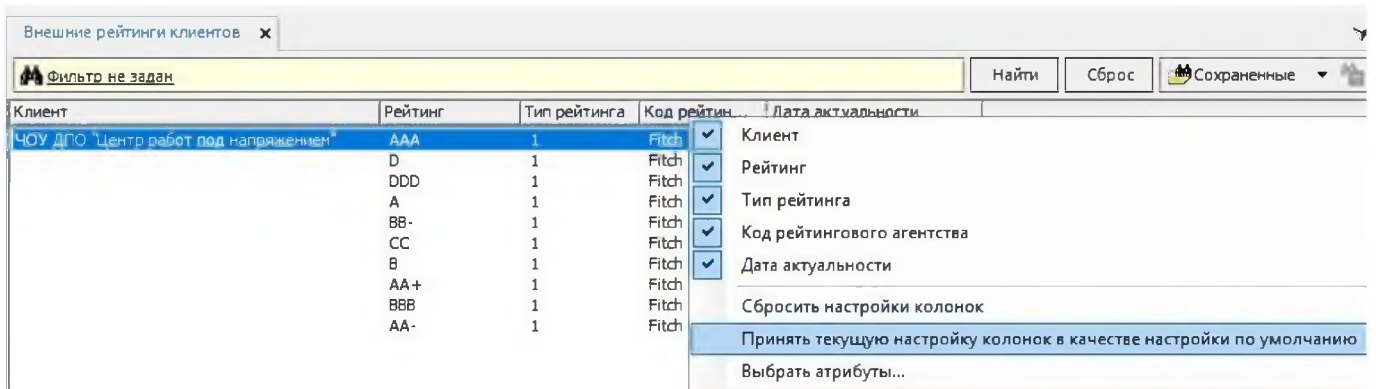 Внешние рейтинги клиентов x
Фильтр не задан Найти Сброс Сохраненные
Клиент Рейтинг Тип рейтинга Код рейтин... Дата актуальности
ЧОУ ДПО "Центр работ под напряжением" AAA 1 Fitch
D 1 Fitch
DDD 1 Fitch
A 1 Fitch
BB- 1 Fitch
CC 1 Fitch
B 1 Fitch
AA+ 1 Fitch
BBB 1 Fitch
AA- 1 Fitch
Клиент
Рейтинг
Тип рейтинга
Код рейтингового агентства
Дата актуальности
Сбросить настройки колонок
Принять текущую настройку колонок в качестве настройки по умолчанию
Выбрать атрибуты...